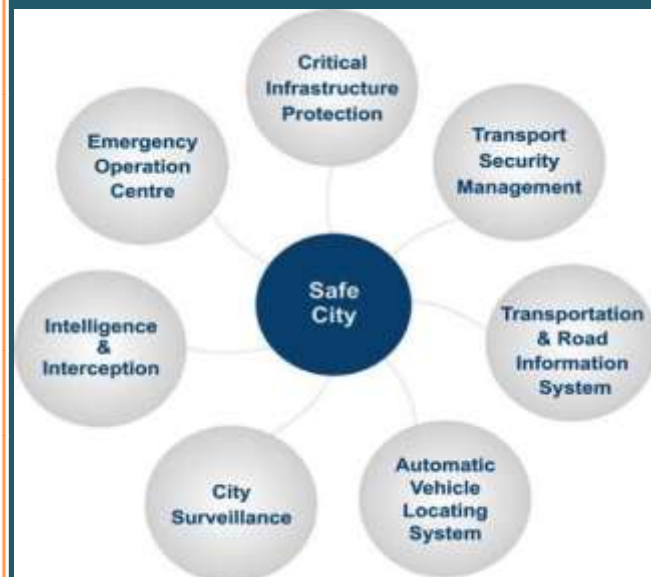 Critical
Infrastructure
Protection
Transport
Security
Management
Transportation
& Road
Information
System
Automatic
Vehicle
Locating
System
City
Surveillance
Intelligence
&
Interception
Emergency
Operation
Centre
Safe
City